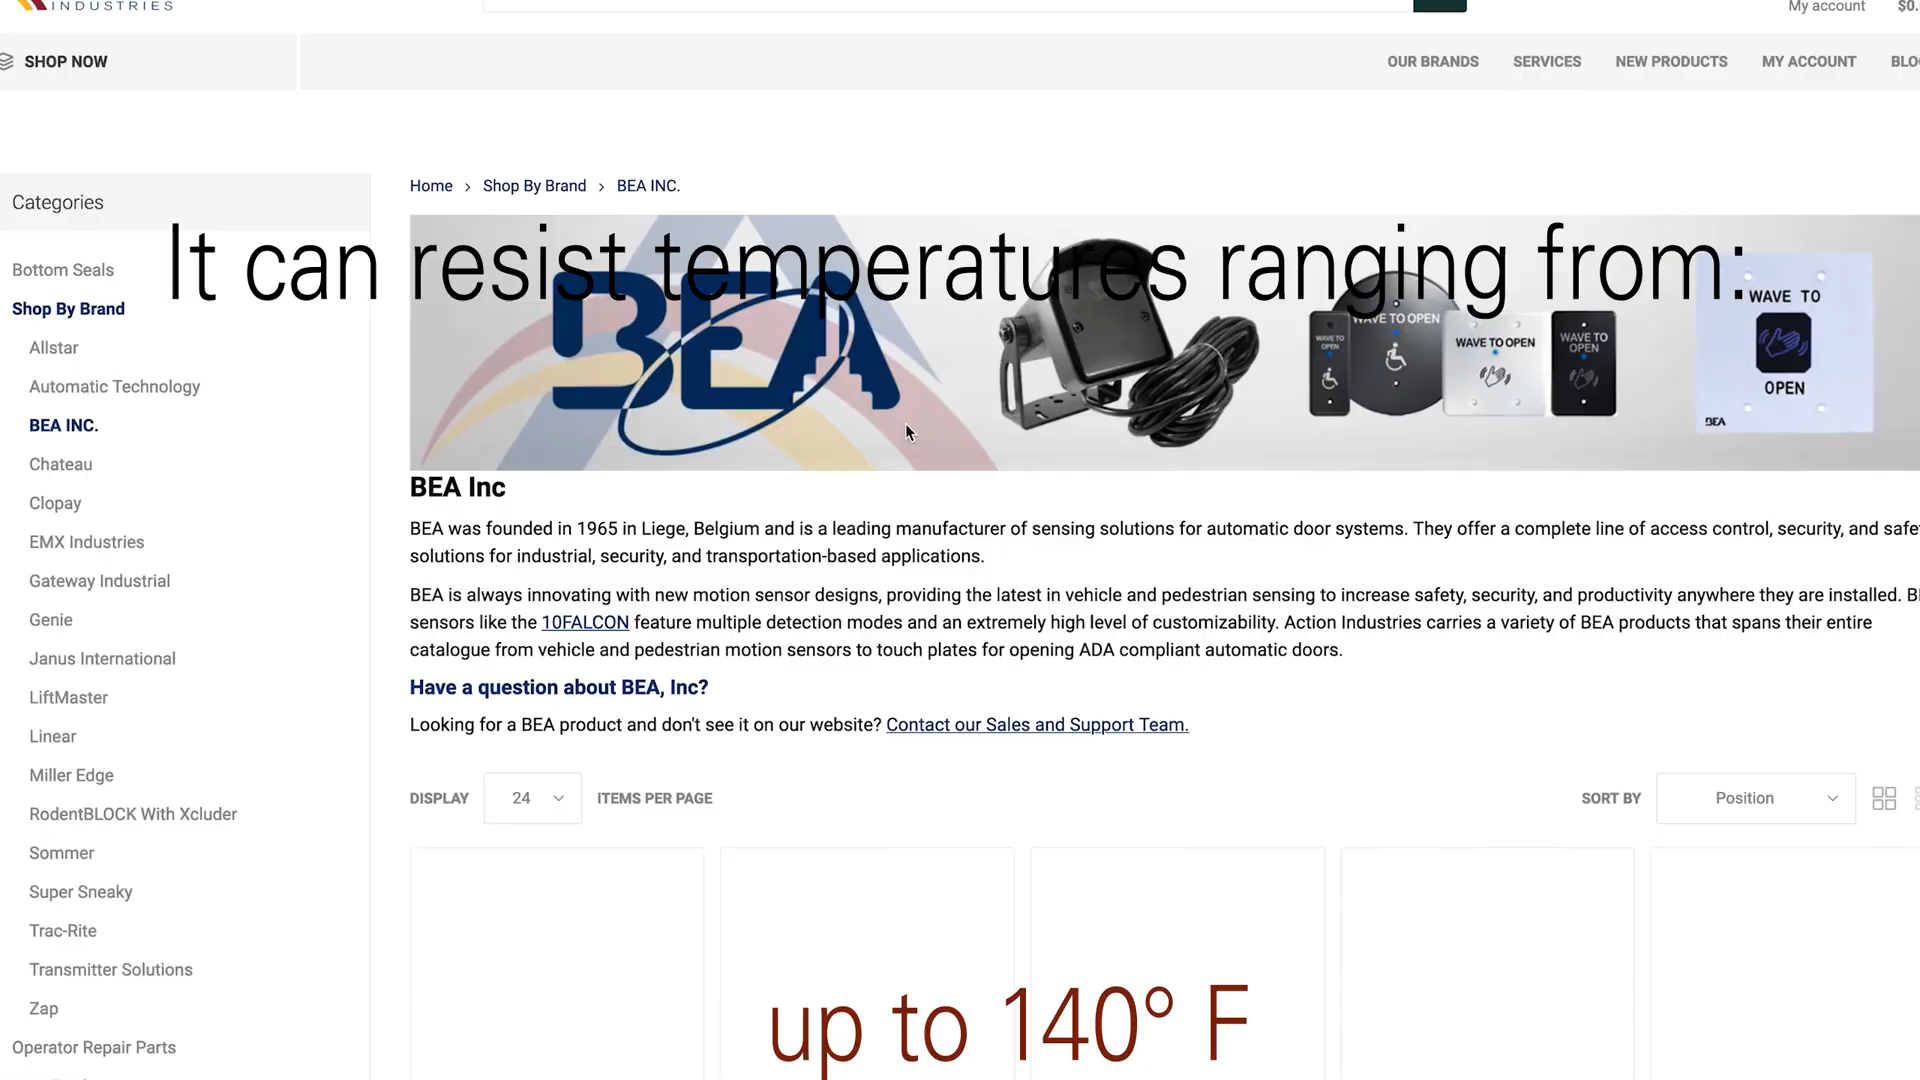 INDUSTRIES
My account
$0.
SHOP NOW
OUR BRANDS
SERVICES
NEW PRODUCTS
MY ACCOUNT
Home › Shop By Brand › BEA INC.
Categories
It can resist temperatures ranging from:
Bottom Seals
Shop By Brand
Allstar
Automatic Technology
BEA INC.
Chateau
Clopay
EMX Industries
Gateway Industrial
Genie
Janus International
LiftMaster
Linear
Miller Edge
RodentBLOCK With Xcluder
Sommer
Super Sneaky
Trac-Rite
Transmitter Solutions
Zap
Operator Repair Parts
BEA
WAVE TO
OPEN
WAVE TO OPEN
WAVE TO OPEN
WAVE TO
OPEN
WAVE TO
OPEN
BEA
BEA Inc
BEA was founded in 1965 in Liege, Belgium and is a leading manufacturer of sensing solutions for automatic door systems. They offer a complete line of access control, security, and safe
solutions for industrial, security, and transportation-based applications.
BEA is always innovating with new motion sensor designs, providing the latest in vehicle and pedestrian sensing to increase safety, security, and productivity anywhere they are installed. B
sensors like the 10FALCON feature multiple detection modes and an extremely high level of customizability. Action Industries carries a variety of BEA products that spans their entire
catalogue from vehicle and pedestrian motion sensors to touch plates for opening ADA compliant automatic doors.
Have a question about BEA, Inc?
Looking for a BEA product and don't see it on our website? Contact our Sales and Support Team.
DISPLAY 24 ITEMS PER PAGE
SORT BY Position
up to 140° F